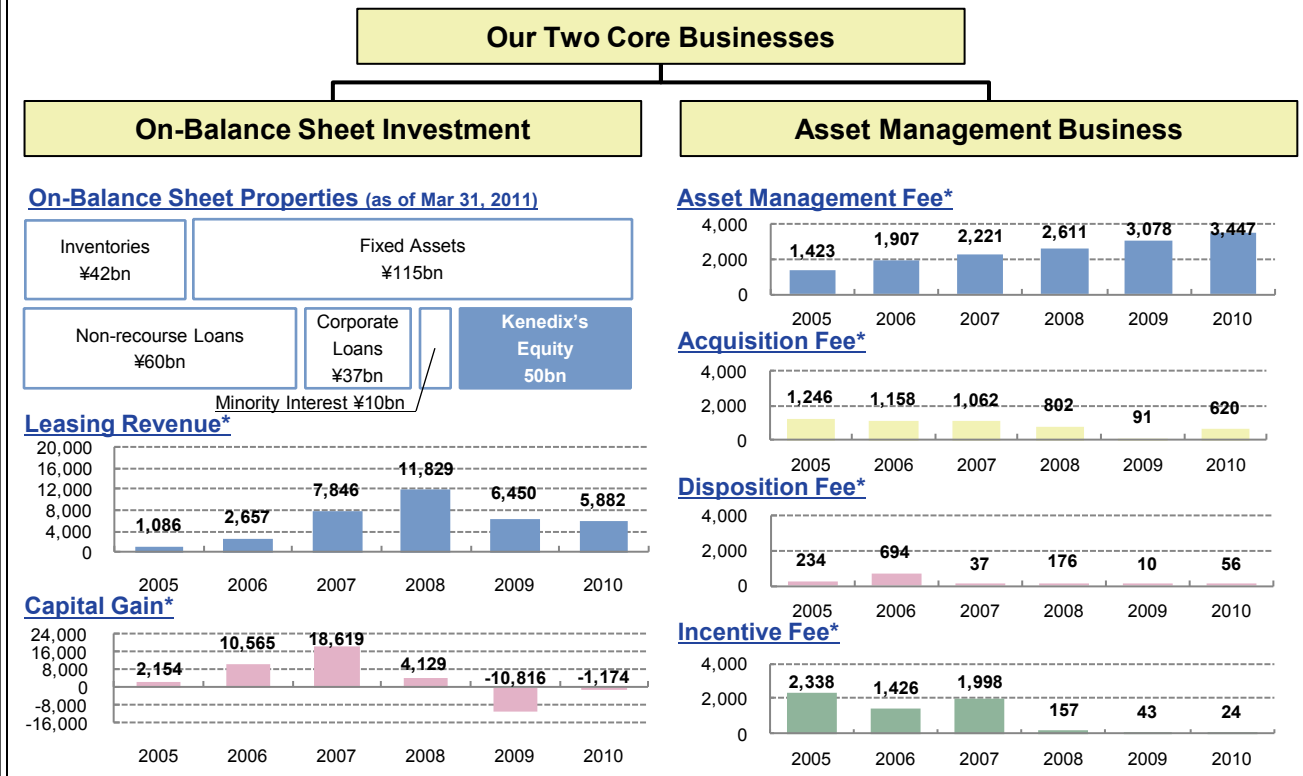 Our Two Core Businesses
On-Balance Sheet Investment
On-Balance Sheet Properties (as of Mar 31, 2011)
Inventories
¥42bn
Fixed Assets
¥115bn
Non-recourse Loans
¥60bn
Corporate
Loans
¥37bn
Kenedix's
Equity
50bn
Minority Interest ¥10bn
Leasing Revenue*
20,000
16,000
12,000
8,000
4,000
0
1,086
2,657
7,846
11,829
6,450
5,882
2005 2006 2007 2008 2009 2010
Capital Gain*
24,000
16,000
8,000
0
-8,000
-16,000
2,154
10,565
18,619
4,129
-10,816
-1,174
2005 2006 2007 2008 2009 2010
Asset Management Business
Asset Management Fee*
4,000
2,000
0
1,423
1,907
2,221
2,611
3,078
3,447
2005 2006 2007 2008 2009 2010
Acquisition Fee*
4,000
2,000
0
1,246
1,158
1,062
802
91
620
2005 2006 2007 2008 2009 2010
Disposition Fee*
4,000
2,000
0
234
694
37
176
10
56
2005 2006 2007 2008 2009 2010
Incentive Fee*
4,000
2,000
0
2,338
1,426
1,998
157
43
24
2005 2006 2007 2008 2009 2010